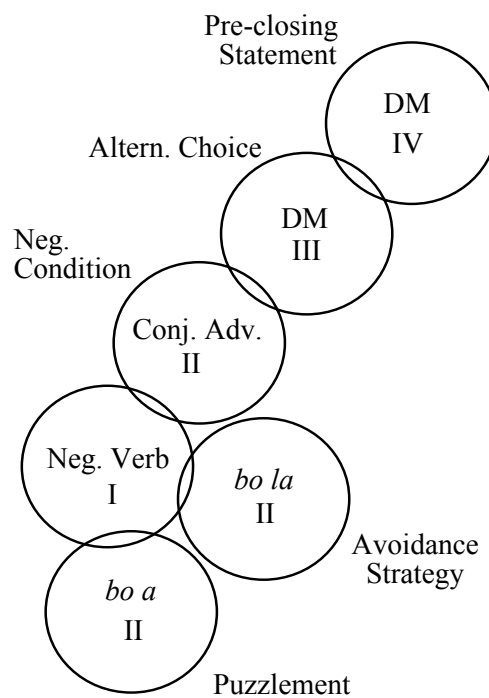 Pre-closing
Statement
DM
IV
Altern. Choice
DM
III
Neg.
Condition
Conj. Adv.
II
Neg. Verb
I
bo la
II
Avoidance
Strategy
bo a
II
Puzzlement